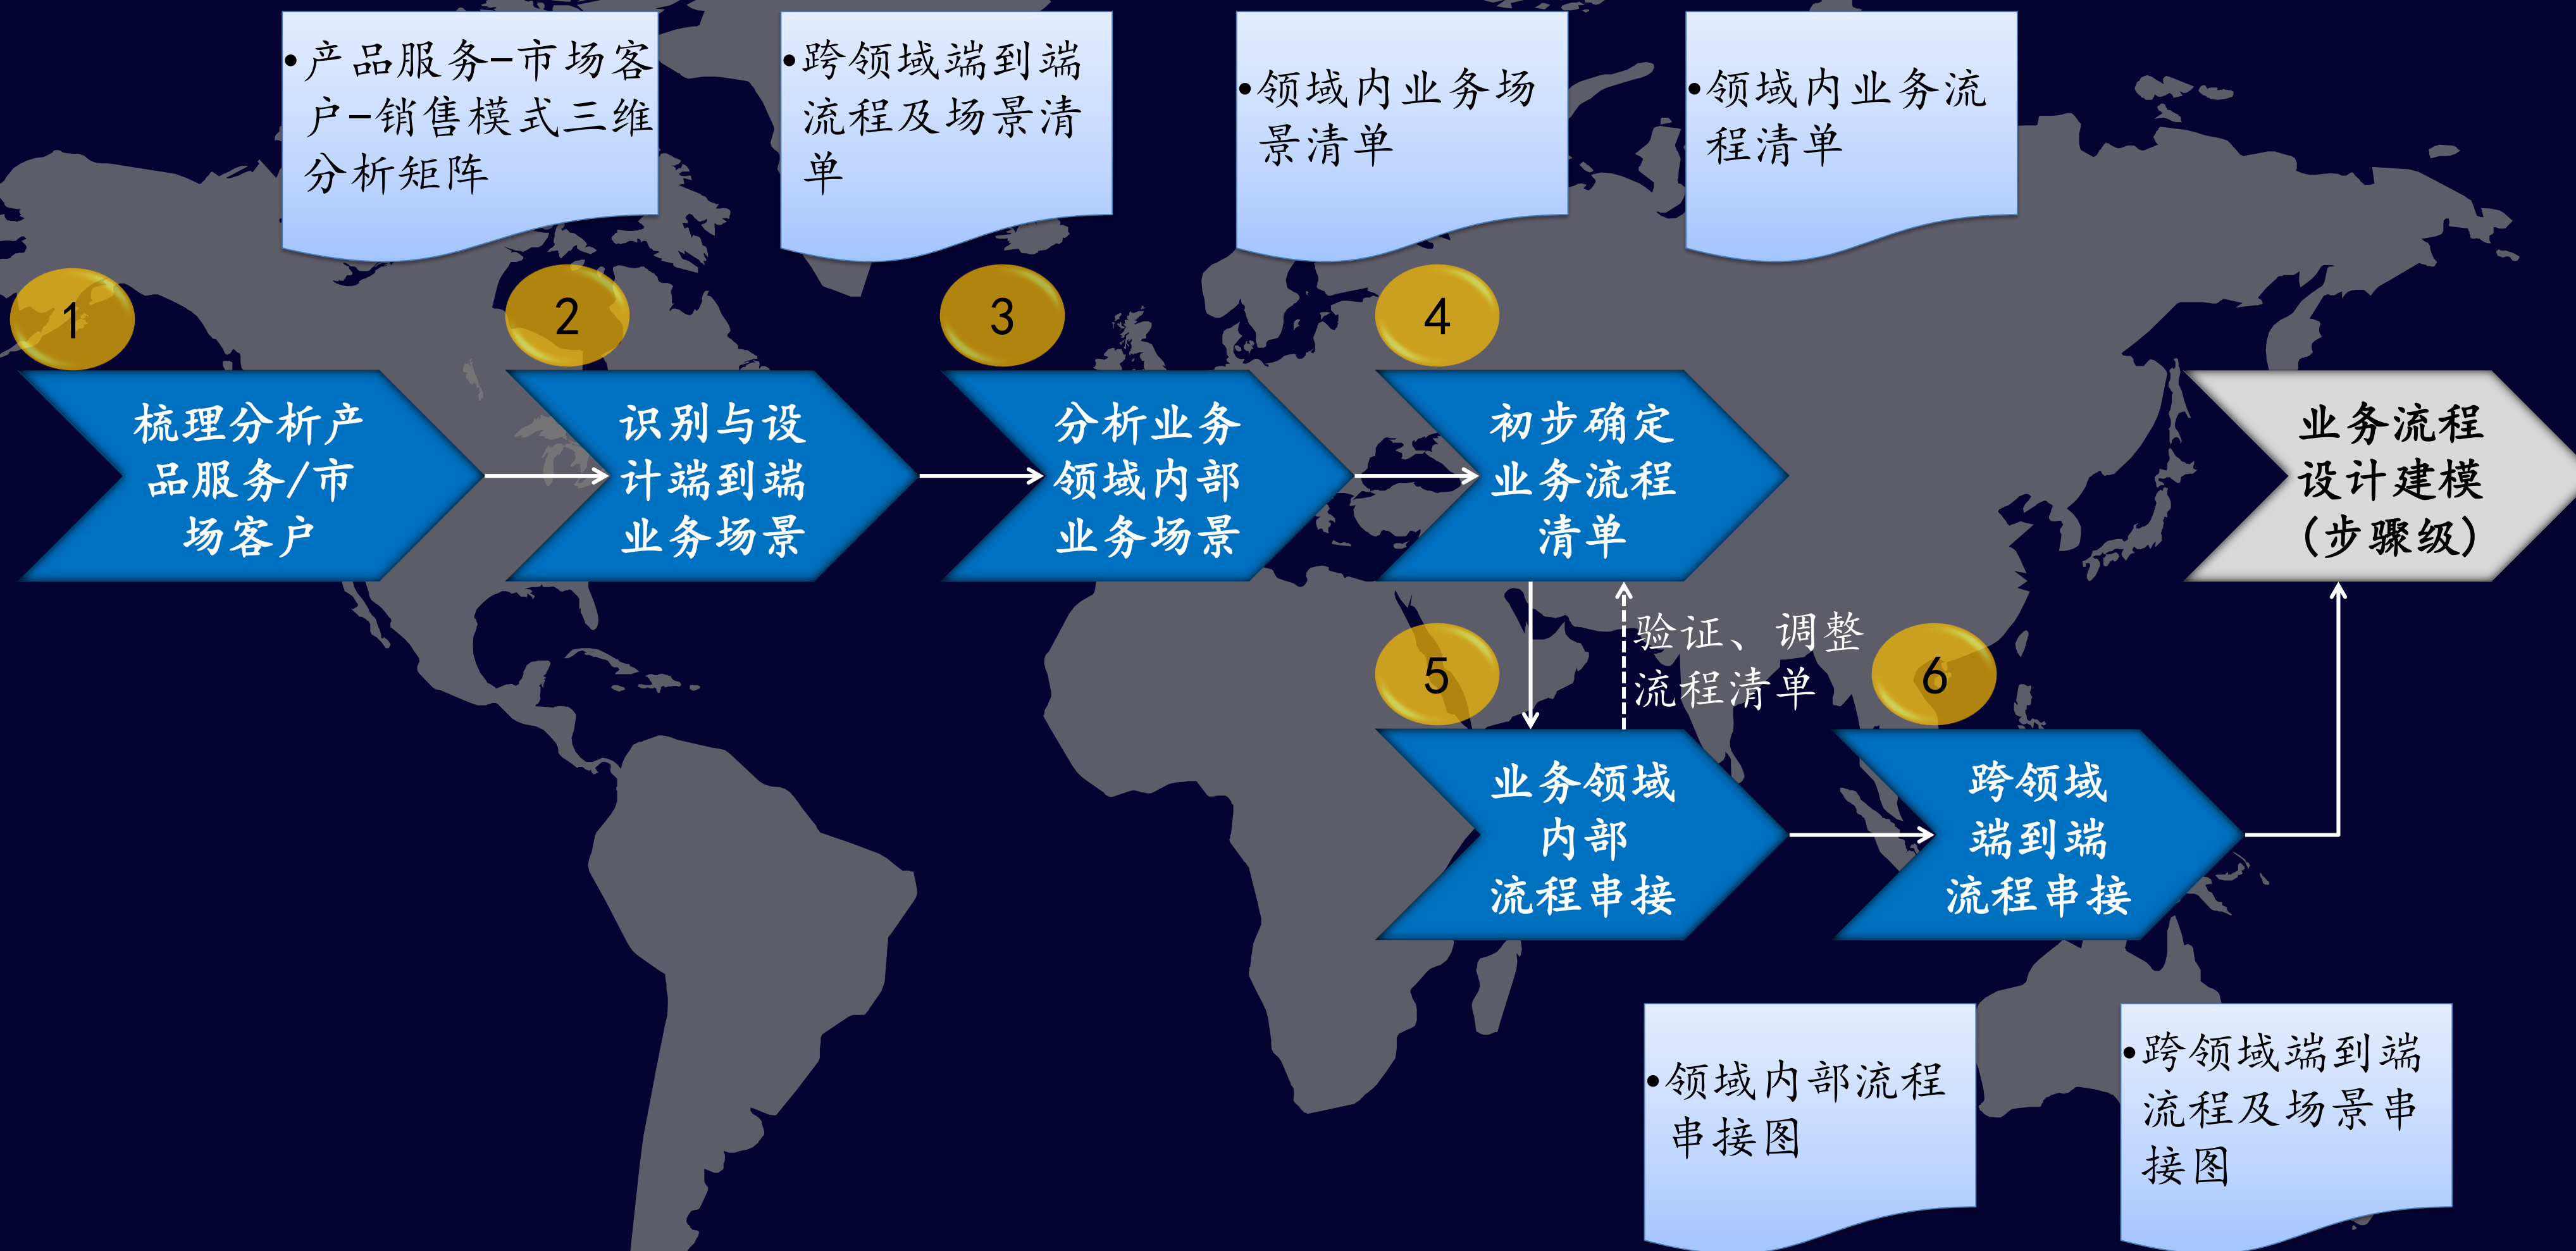 •产品服务-市场客
户-销售模式三维
分析矩阵
•跨领域端到端
流程及场景清
单
•领域内业务场
景清单
•领域内业务流
程清单
1
2
3
4
梳理分析产
品服务/市
场客户
识别与设
计端到端
业务场景
分析业务
领域内部
业务场景
初步确定
业务流程
清单
业务流程
设计建模
(步骤级)
验证、调整
流程清单
5
6
业务领域
内部
流程串接
跨领域
端到端
流程串接
•领域内部流程
串接图
•跨领域端到端
流程及场景串
接图